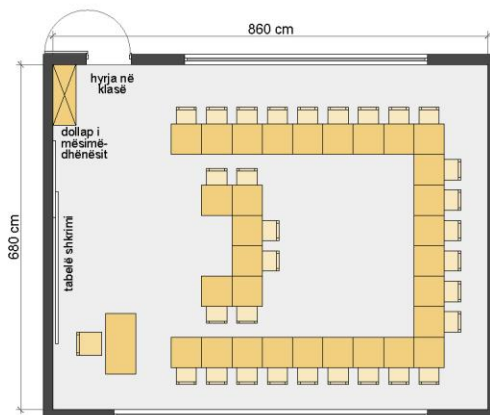 860 cm
hyrja në
klasë
dollap i
mësimë-
dhënësit
680 cm
tabelë shkrimi